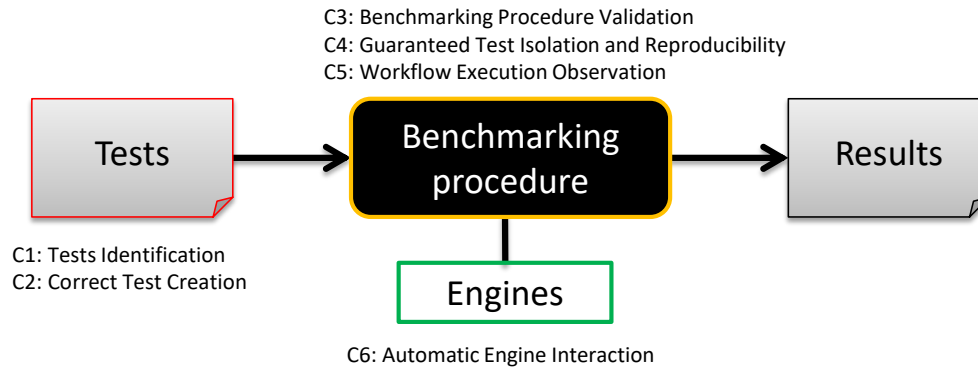 C3: Benchmarking Procedure Validation
C4: Guaranteed Test Isolation and Reproducibility
C5: Workflow Execution Observation
Tests
Benchmarking
procedure
Results
C1: Tests Identification
C2: Correct Test Creation
Engines
C6: Automatic Engine Interaction